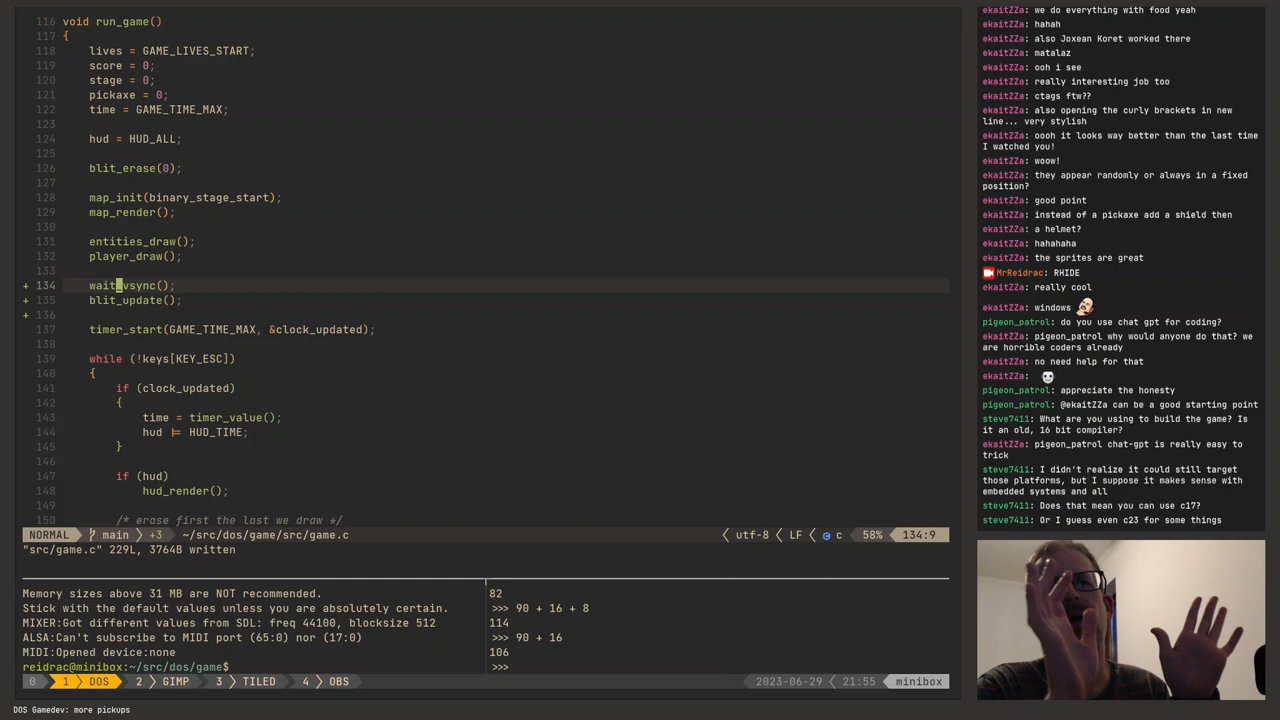 116 void run_game()
117 {
118 lives = GAME_LIVES_START;
119 score = 0;
120 stage = 0;
121 pickaxe = 0;
122 time = GAME_TIME_MAX;
123
124 hud = HUD_ALL;
125
126 blit_erase(0);
127
128 map_init(binary_stage_start);
129 map_render();
130
131 entities_draw();
132 player_draw();
133
+ 134 wait_vsync();
+ 135 blit_update();
+ 136
137 timer_start(GAME_TIME_MAX, &clock_updated);
138
139 while (!keys[KEY_ESC])
140 {
141 if (clock_updated)
142 {
143 time = timer_value();
144 hud |= HUD_TIME;
145 }
146
147 if (hud)
148 hud_render();
149
150 /* erase first the last we draw */
NORMAL main +3 ~/src/dos/game/src/game.c utf-8 LF c 58% 134:9
"src/game.c" 229L, 3764B written
Memory sizes above 31 MB are NOT recommended.
Stick with the default values unless you are absolutely certain.
MIXER:Got different values from SDL: freq 44100, blocksize 512
ALSA:Can't subscribe to MIDI port (65:0) nor (17:0)
MIDI:Opened device:none
reidrac@minibox:~/src/dos/game$
82
>>> 90 + 16 + 8
114
>>> 90 + 16
106
>>>
0 1 DOS 2 GIMP 3 TILED 4 OBS 2023-06-29 21:55 minibox
DOS Gamedev: more pickups
ekaitZZa: we do everything with food yeah
ekaitZZa: hahah
ekaitZZa: also Joxean Koret worked there
ekaitZZa: matalaz
ekaitZZa: ooh i see
ekaitZZa: really interesting job too
ekaitZZa: ctags ftw??
ekaitZZa: also opening the curly brackets in new
line... very stylish
ekaitZZa: oooh it looks way better than the last time
I watched you!
ekaitZZa: woow!
ekaitZZa: they appear randomly or always in a fixed
position?
ekaitZZa: good point
ekaitZZa: instead of a pickaxe add a shield then
ekaitZZa: a helmet?
ekaitZZa: hahahaha
ekaitZZa: the sprites are great
MrReidrac: RHIDE
ekaitZZa: really cool
ekaitZZa: windows
pigeon_patrol: do you use chat gpt for coding?
ekaitZZa: pigeon_patrol why would anyone do that? we
are horrible coders already
ekaitZZa: no need help for that
ekaitZZa:
pigeon_patrol: appreciate the honesty
pigeon_patrol: @ekaitZZa can be a good starting point
steve7411: What are you using to build the game? Is
it an old, 16 bit compiler?
ekaitZZa: pigeon_patrol chat-gpt is really easy to
trick
steve7411: I didn't realize it could still target
those platforms, but I suppose it makes sense with
embedded systems and all
steve7411: Does that mean you can use c17?
steve7411: Or I guess even c23 for some things